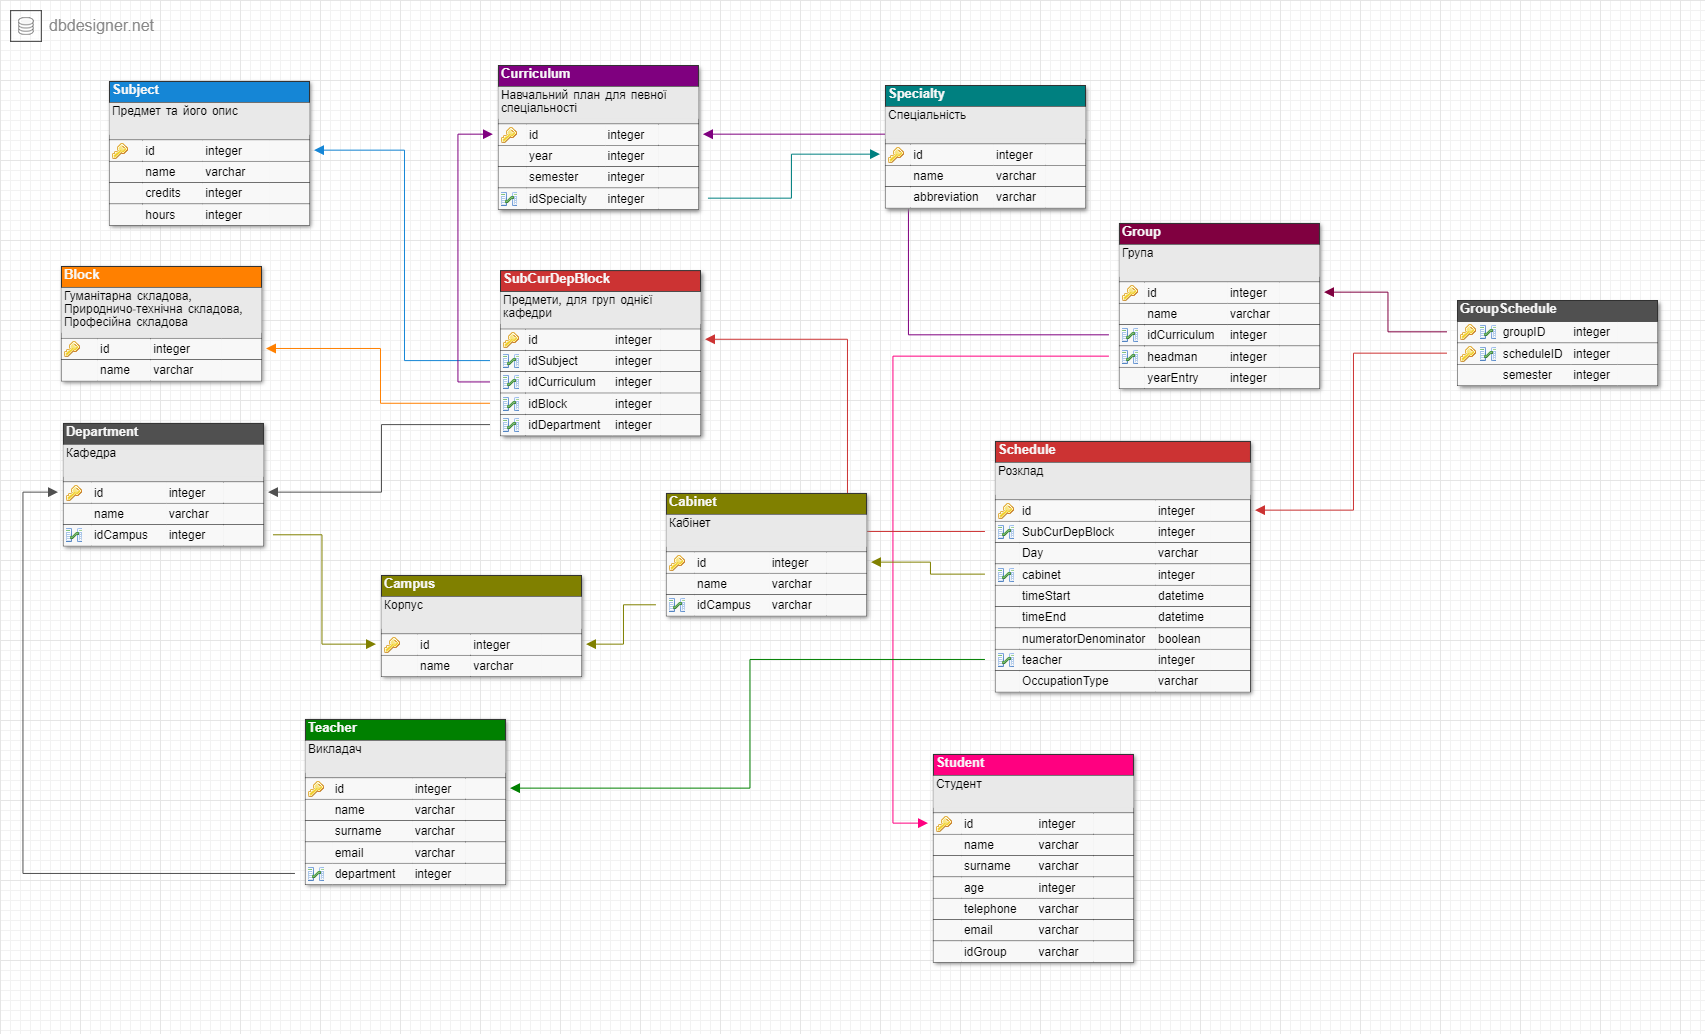 dbdesigner.net
Subject
Предмет та його опис
id integer
name varchar
credits integer
hours integer
Curriculum
Навчальний план для певної
спеціальності
id integer
year integer
semester integer
idSpecialty integer
Specialty
Спеціальність
id integer
name varchar
abbreviation varchar
Group
Група
id integer
name varchar
idCurriculum integer
headman integer
yearEntry integer
GroupSchedule
groupID integer
scheduleID integer
semester integer
Block
Гуманітарна складова,
Природничо-технічна складова,
Професійна складова
id integer
name varchar
SubCurDepBlock
Предмети, для груп однієї
кафедри
id integer
idSubject integer
idCurriculum integer
idBlock integer
idDepartment integer
Department
Кафедра
id integer
name varchar
idCampus integer
Cabinet
Кабінет
id integer
name varchar
idCampus varchar
Schedule
Розклад
id integer
SubCurDepBlock integer
Day varchar
cabinet integer
timeStart datetime
timeEnd datetime
numeratorDenominator boolean
teacher integer
OccupationType varchar
Campus
Корпус
id integer
name varchar
Teacher
Викладач
id integer
name varchar
surname varchar
email varchar
department integer
Student
Студент
id integer
name varchar
surname varchar
age integer
telephone varchar
email varchar
idGroup varchar